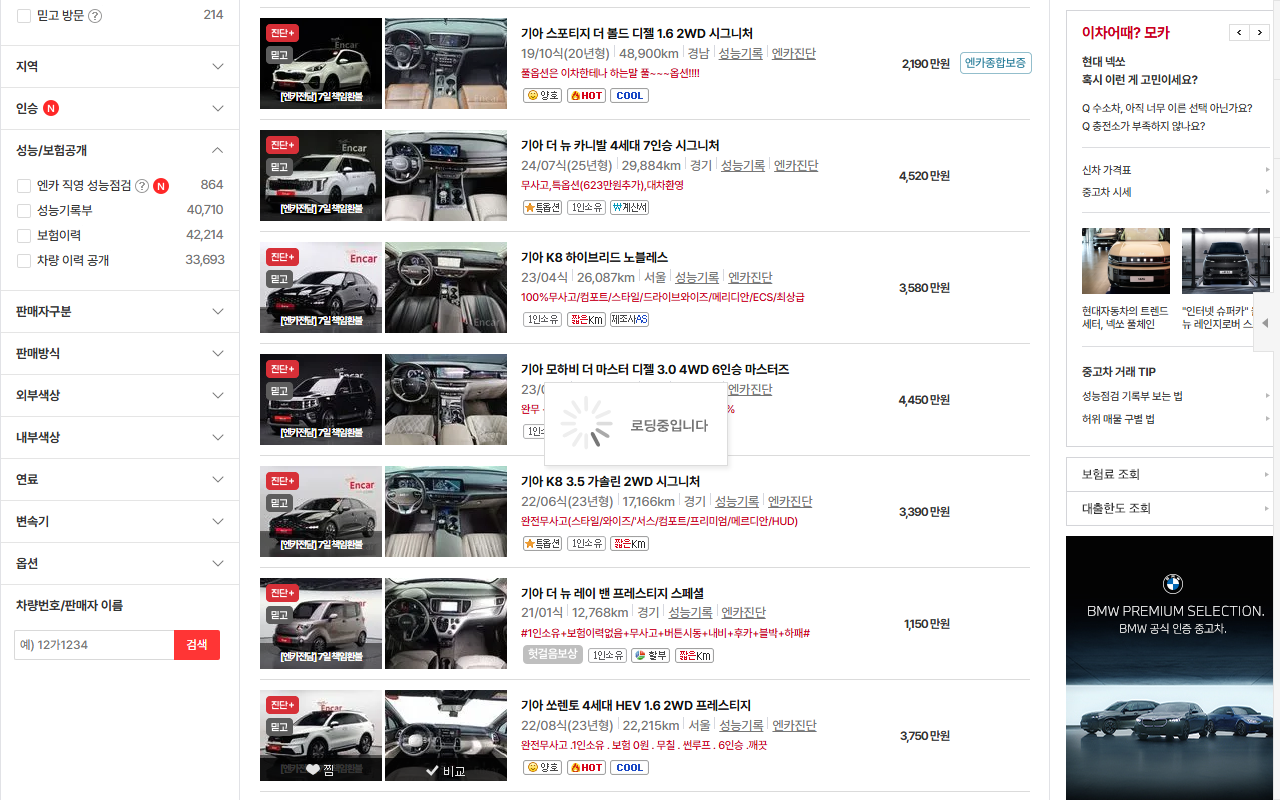 믿고 방문 ? 214
지역
인승 N
성능/보험공개
엔카 직영 성능점검 ? N 864
성능기록부 40,710
보험이력 42,214
차량 이력 공개 33,693
판매자구분
판매방식
외부색상
내부색상
연료
변속기
옵션
차량번호/판매자 이름
예) 12가1234 검색
진단+
믿고
Encar
[엔카진담] 7일 책임환불
Encar
기아 스포티지 더 볼드 디젤 1.6 2WD 시그니처
19/10식(20년형) 48,900km 경남 성능기록 엔카진단
풀옵션은 이차한테나 하는말 풀~~~옵션!!!!
양호 HOT COOL
2,190만원 엔카종합보증
진단+
믿고
Encar
[엔카진담] 7일 책임환불
기아 더 뉴 카니발 4세대 7인승 시그니처
24/07식(25년형) 29,884km 경기 성능기록 엔카진단
무사고,특옵션(623만원추가),대차환영
특옵션 1인소유 ₩계산서
4,520만원
진단+
믿고
Encar
[엔카진담] 7일 책임환불
Encar
기아 K8 하이브리드 노블레스
23/04식 26,087km 서울 성능기록 엔카진단
100%무사고/컴포트/스타일/드라이브와이즈/메리디안/ECS/최상급
1인소유 짧은Km 제조사AS
3,580만원
진단+
믿고
[엔카진담] 7일 책임환불
기아 모하비 더 마스터 디젤 3.0 4WD 6인승 마스터즈
23/0 엔카진단
완무 %
1인소
4,450만원
로딩중입니다
진단+
믿고
Encar
[엔카진담] 7일 책임환불
기아 K8 3.5 가솔린 2WD 시그니처
22/06식(23년형) 17,166km 경기 성능기록 엔카진단
완전무사고(스타일/와이즈/'서스/컴포트/프리미엄/메르디안/HUD)
특옵션 1인소유 짧은Km
3,390만원
진단+
믿고
[엔카진담] 7일 책임환불
기아 더 뉴 레이 밴 프레스티지 스페셜
21/01식 12,768km 경기 성능기록 엔카진단
#1인소유+보험이력없음+무사고+버튼시동+내비+후카+블박+하패#
헛걸음보상 1인소유 할부 짧은Km
1,150만원
진단+
믿고
찜
비교
기아 쏘렌토 4세대 HEV 1.6 2WD 프레스티지
22/08식(23년형) 22,215km 서울 성능기록 엔카진단
완전무사고 .1인소유 . 보험 0원 . 무칠 . 썬루프 . 6인승 .깨끗
양호 HOT COOL
3,750만원
이차어때? 모카
현대 넥쏘
혹시 이런 게 고민이세요?
Q 수소차, 아직 너무 이른 선택 아닌가요?
Q 충전소가 부족하지 않나요?
신차 가격표
중고차 시세
현대자동차의 트렌드
세터, 넥쏘 풀체인
"인터넷 슈퍼카"
뉴 레인지로버 스
중고차 거래 TIP
성능점검 기록부 보는 법
허위 매물 구별 법
보험료 조회
대출한도 조회
BMW PREMIUM SELECTION.
BMW 공식 인증 중고차.